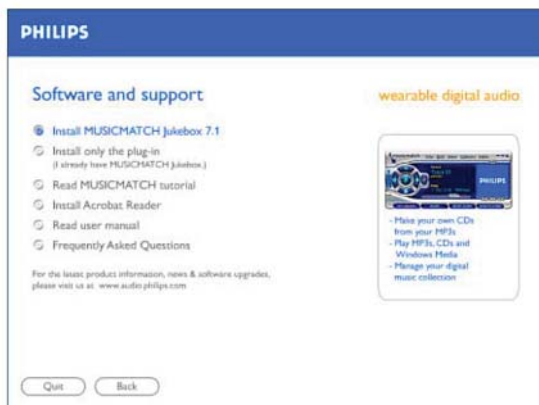 PHILIPS
Software and support
wearable digital audio
Install MUSICMATCH Jukebox 7.1
Install only the plug-in
(I already have MUSICMATCH Jukebox.)
Read MUSICMATCH tutorial
Install Acrobat Reader
Read user manual
Frequently Asked Questions
For the latest product information, news & software upgrades,
please visit us at www.audio.philips.com
PHILIPS
- Make your own CDs
from your MP3s
- Play MP3s, CDs and
Windows Media
- Manage your digital
music collection
Quit
Back